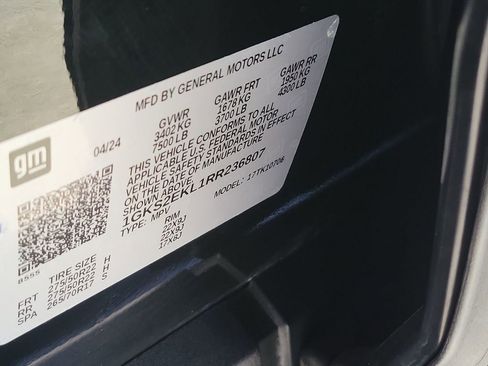 MFD BY GENERAL MOTORS LLC
gm
04/24
GVWR GAWR FRT GAWR RR
3402 KG 1678 KG 1950 KG
7500 LB 3700 LB 4300 LB
THIS VEHICLE CONFORMS TO ALL
APPLICABLE U.S. FEDERAL MOTOR
VEHICLE SAFETY STANDARDS IN EFFECT
ON THE DATE OF MANUFACTURE
SHOWN ABOVE.
1GKS2EKL1RR236807
TYPE: MPV MODEL: 17TK10706
8555
TIRE SIZE RIM
FRT 275/50R22 H 22X9J
RR 275/50R22 H 22X9J
SPA 265/70R17 S 17X8J